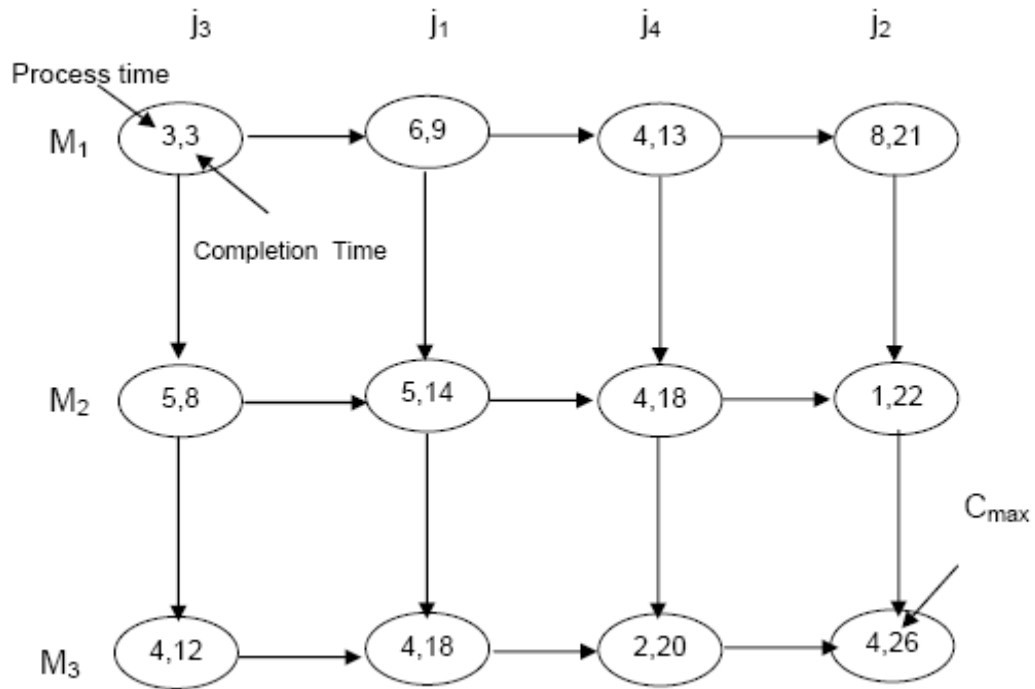 j₃ j₁ j₄ j₂
Process time
M₁ 3,3 6,9 4,13 8,21
Completion Time
M₂ 5,8 5,14 4,18 1,22
Cmax
M₃ 4,12 4,18 2,20 4,26